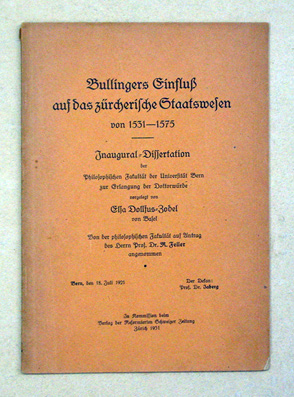 Bullingers Einfluß
auf das zürcherische Staatswesen
von 1531—1575
Inaugural-Dissertation
der
Philosophischen Fakultät der Universität Bern
zur Erlangung der Doktorwürde
vorgelegt von
Elsa Dollfus-Zodel
von Basel
Von der philosophischen Fakultät auf Antrag
des Herrn Prof. Dr. R. Feller
angenommen
Bern, den 18. Juli
Der Dekan:
Prof. Dr. Jaberg
In Kommission beim
Verlag der Reformierten Schweizer Zeitung
Zürich 1931